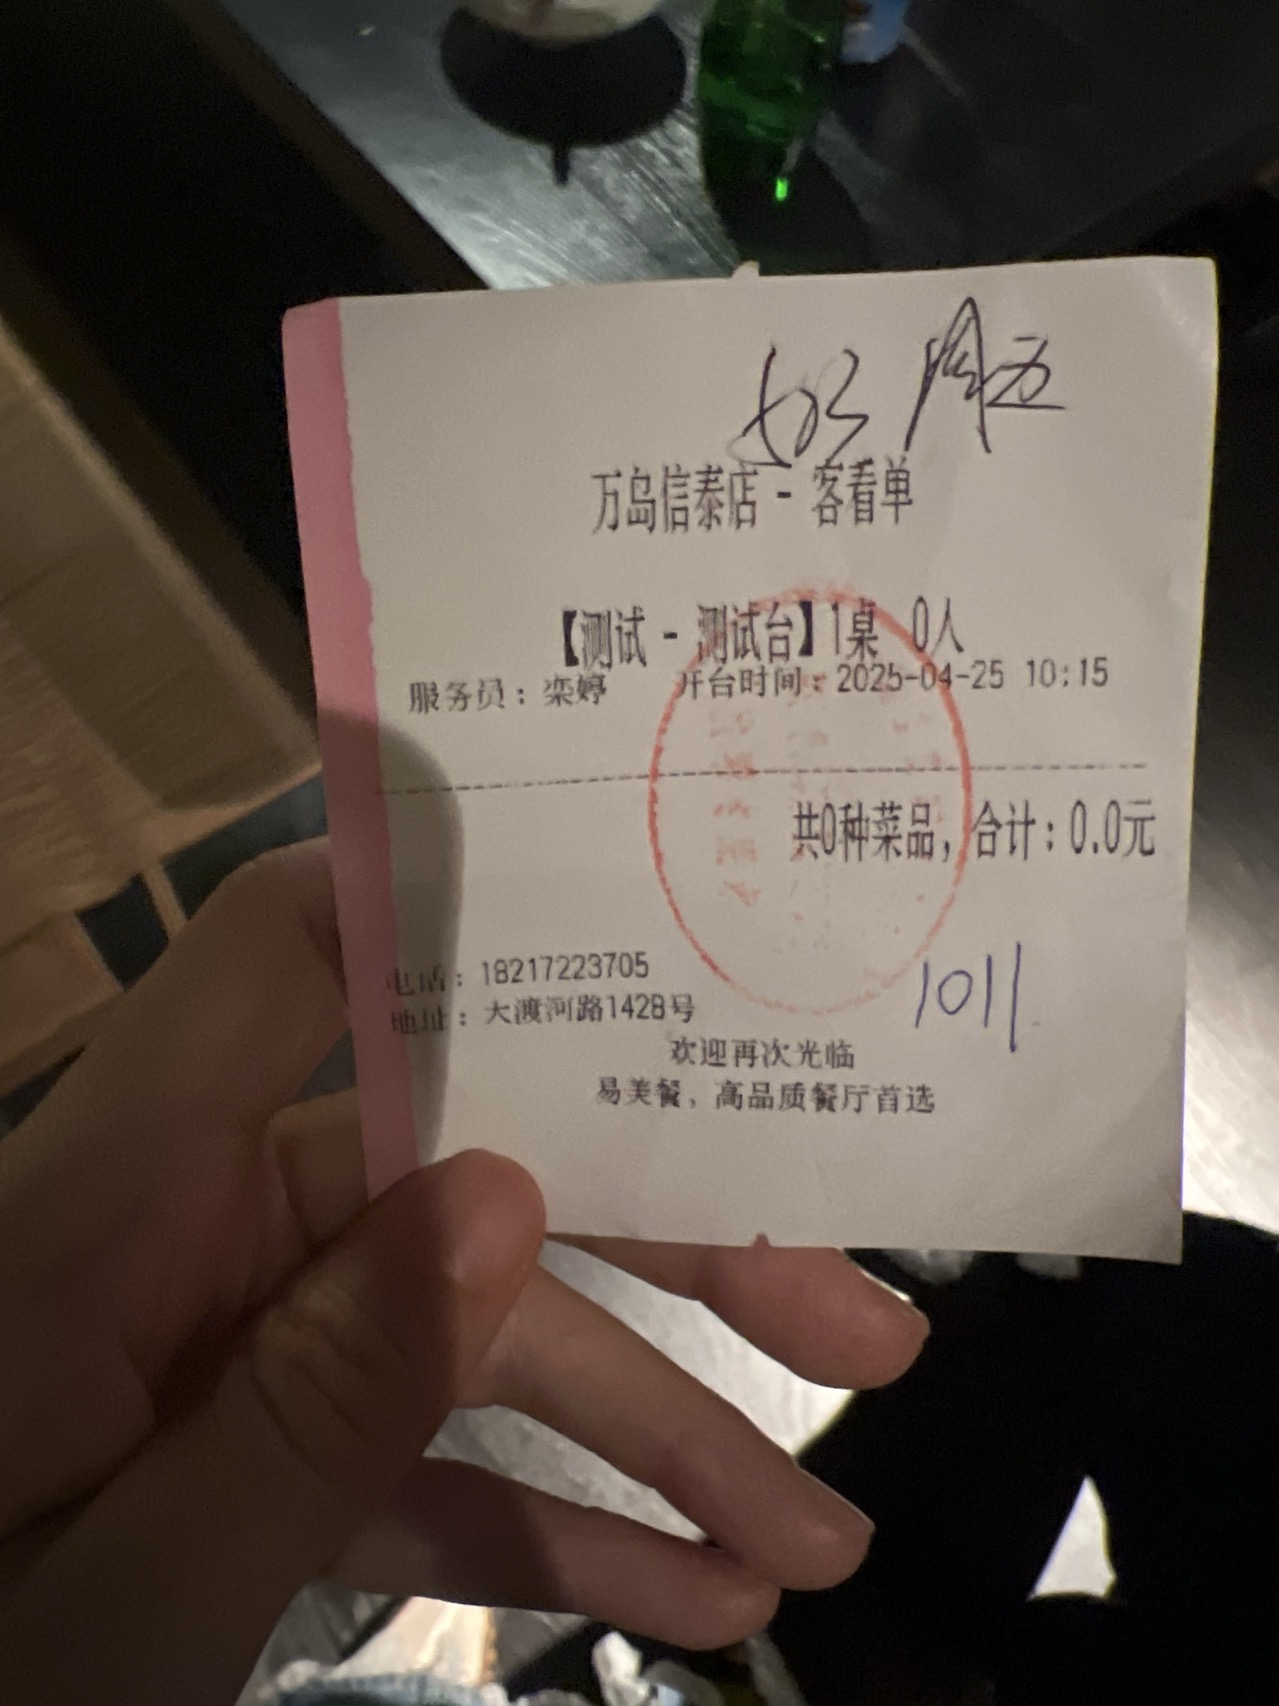 周五
万岛信泰店 - 客看单
【测试 - 测试台】1桌 0人
服务员：栾婷 开台时间：2025-04-25 10:15
共0种菜品，合计：0.0元
电话：18217223705
1011
地址：大渡河路1428号
欢迎再次光临
易美餐，高品质餐厅首选